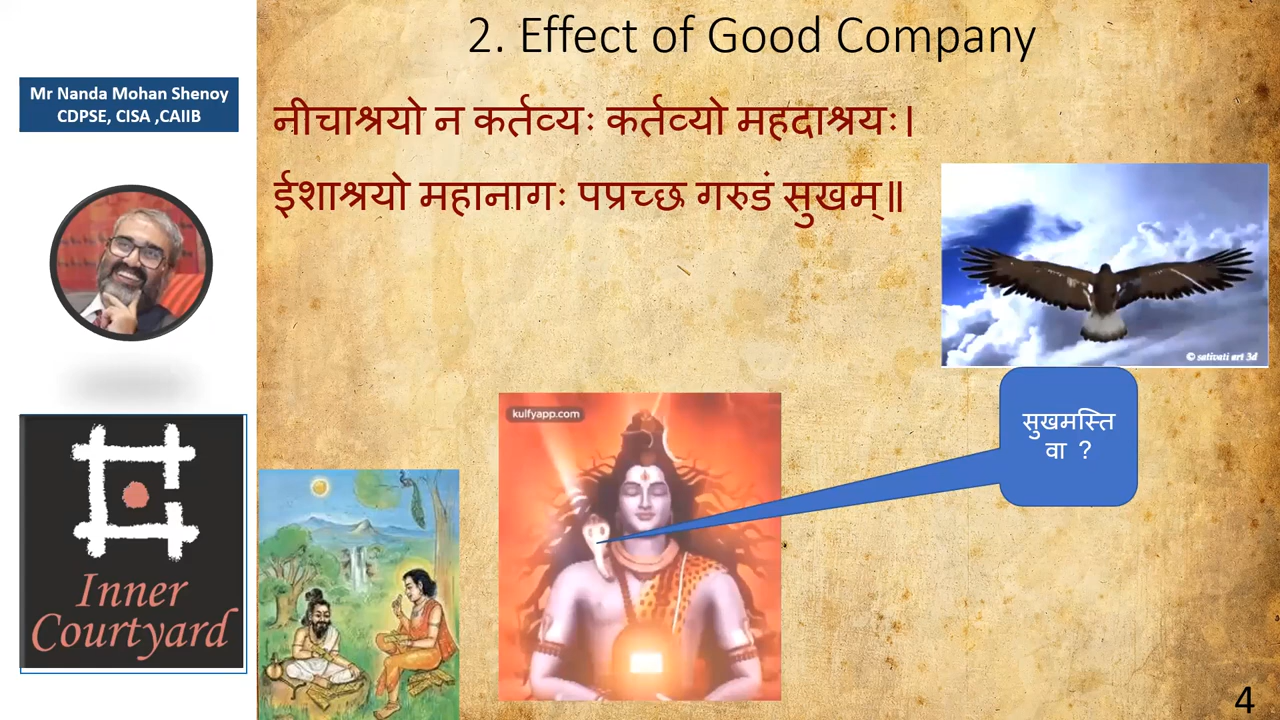 2. Effect of Good Company
Mr Nanda Mohan Shenoy
CDPSE, CISA ,CAIIB
नीचाश्रयो न कर्तव्यः कर्तव्यो महदाश्रयः।
ईशाश्रयो महानागः पप्रच्छ गरुडं सुखम्॥
© sativati art 3d
kulfyapp.com
सुखमस्ति
वा ?
Inner
Courtyard
4